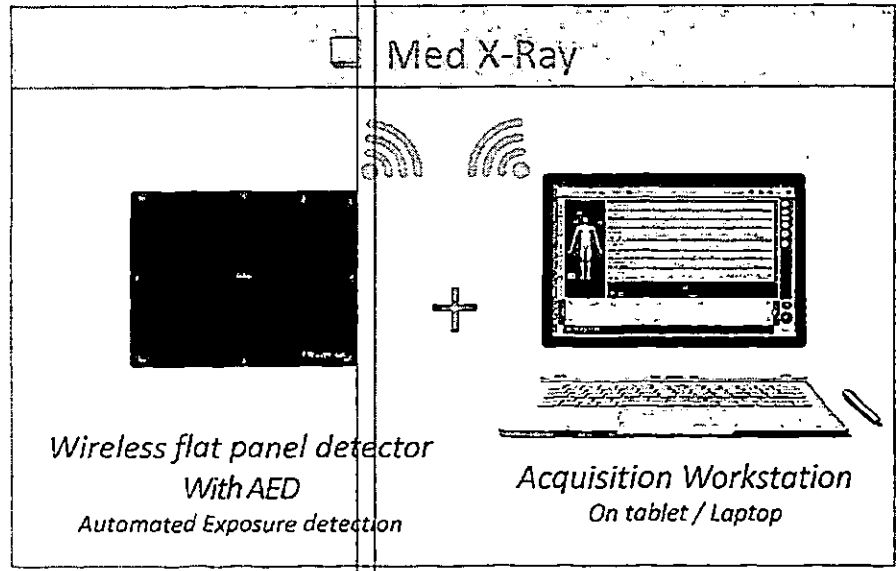 Med X-Ray
Wireless flat panel detector
With AED
Automated Exposure detection
Acquisition Workstation
On tablet / Laptop